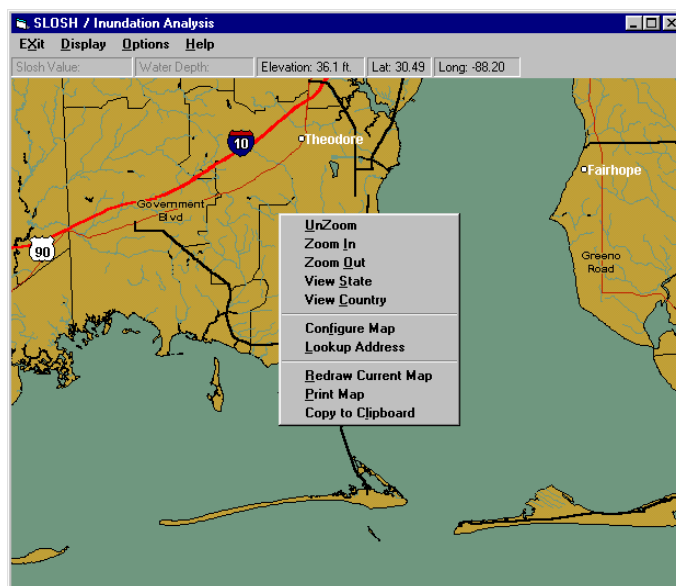 SLOSH / Inundation Analysis
EXit Display Options Help
Slosh Value: Water Depth: Elevation: 36.1 ft. Lat: 30.49 Long: -88.20
10
Theodore
Fairhope
Government
Blvd
90
Greeno
Road
UnZoom
Zoom In
Zoom Out
View State
View Country
Configure Map
Lookup Address
Redraw Current Map
Print Map
Copy to Clipboard